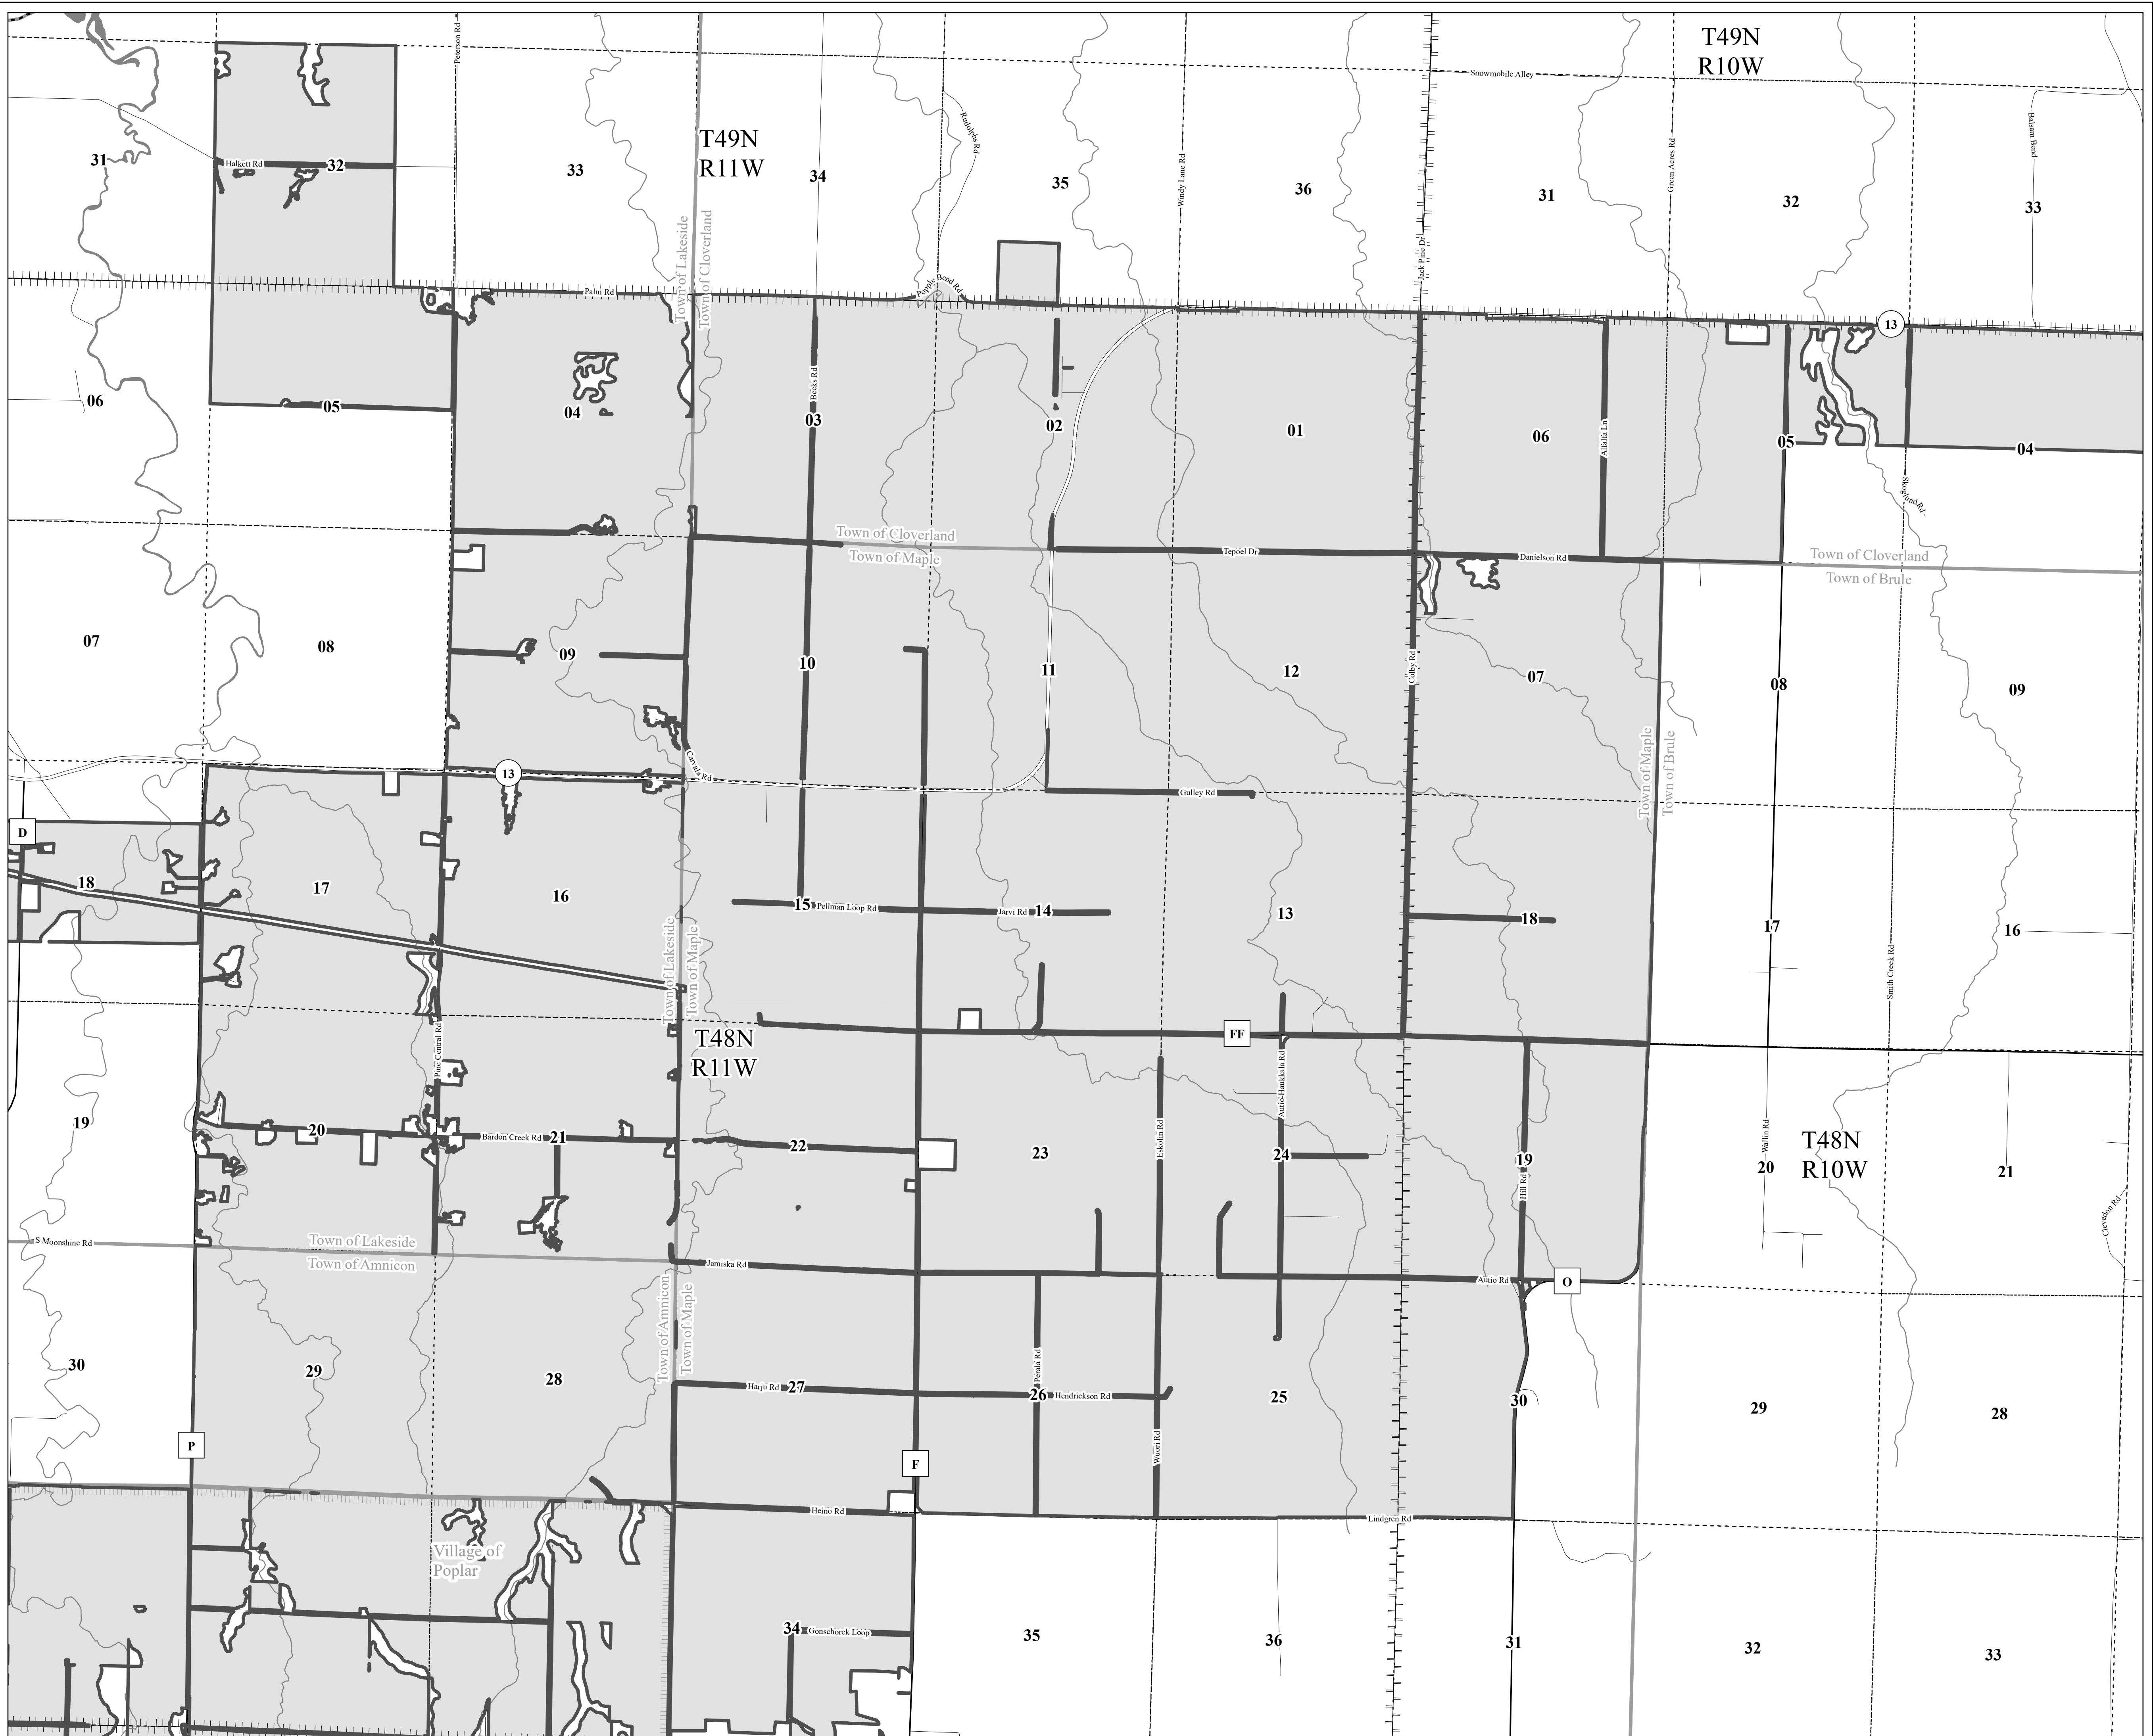 Peterson Rd
T49N
R10W
Snowmobile Alley
Rudolphs Rd
T49N
R11W
Windy Lane Rd
Green Acres Rd
Balsam Bend
31
Halkett Rd
32
33
34
35
36
31
32
33
Town of Lakeside
Town of Cloverland
Jack Pine Dr
Palm Rd
Popple Bend Rd
13
06
05
04
Becks Rd
03
02
01
06
Alfalfa Ln
05
04
Skoglund Rd
Town of Cloverland
Town of Maple
Tepoel Dr
Danielson Rd
Town of Cloverland
Town of Brule
07
08
09
10
11
12
Colby Rd
07
08
09
Town of Maple
Town of Brule
13
Carvala Rd
Gulley Rd
D
18
17
16
15
Pellman Loop Rd
Jarvi Rd
14
13
18
17
16
Town of Lakeside
Town of Maple
Smith Creek Rd
Pine Central Rd
T48N
R11W
FF
Autio-Haukkala Rd
19
20
Bardon Creek Rd
21
22
23
Eskolin Rd
24
19
Hill Rd
Wallin Rd
20
T48N
R10W
21
Clevedon Rd
S Moonshine Rd
Town of Lakeside
Town of Amnicon
Jamiska Rd
Autio Rd
O
Town of Amnicon
Town of Maple
30
29
28
Harju Rd
27
Perala Rd
26
Hendrickson Rd
25
30
29
28
P
F
Wuori Rd
Heino Rd
Lindgren Rd
Village of
Poplar
34
Gonschorek Loop
35
36
31
32
33